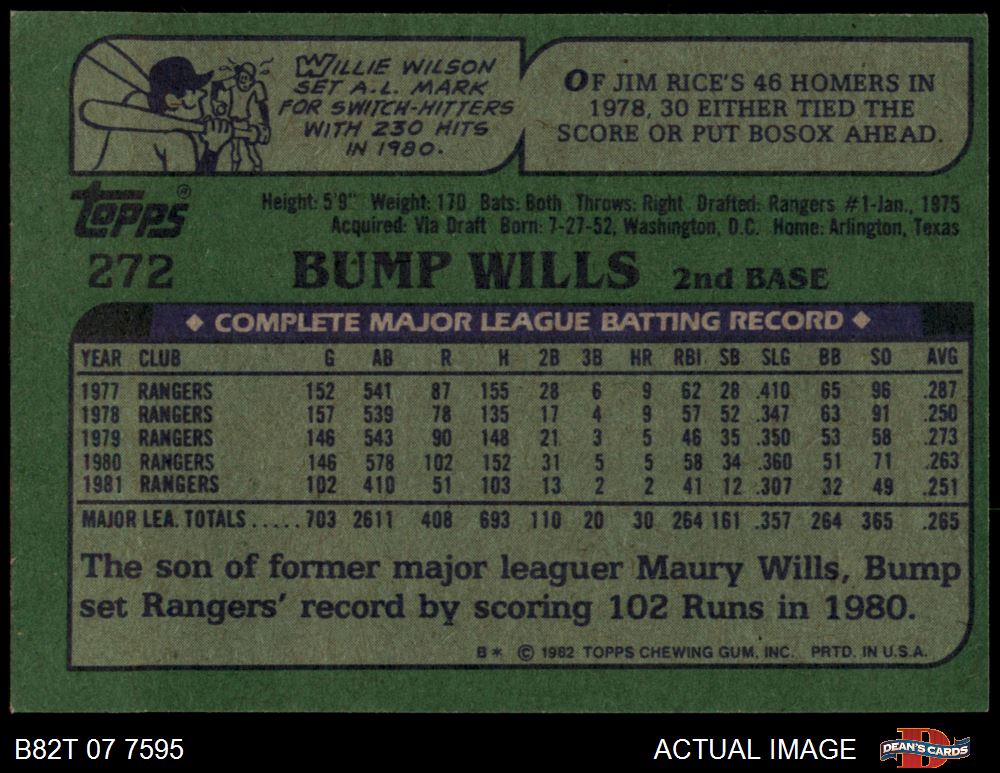 WILLIE WILSON
SET A.L. MARK
FOR SWITCH-HITTERS
WITH 230 HITS
IN 1980.
OF JIM RICE'S 46 HOMERS IN
1978, 30 EITHER TIED THE
SCORE OR PUT BOSOX AHEAD.
TOPPS®
Height: 5'9" Weight: 170 Bats: Both Throws: Right Drafted: Rangers #1-Jan., 1975
Acquired: Via Draft Born: 7-27-52, Washington, D.C. Home: Arlington, Texas
272 BUMP WILLS 2nd BASE
◆ COMPLETE MAJOR LEAGUE BATTING RECORD ◆
YEAR CLUB G AB R H 2B 3B HR RBI SB SLG BB SO AVG
1977 RANGERS 152 541 87 155 28 6 9 62 28 .410 65 96 .287
1978 RANGERS 157 539 78 135 17 4 9 57 52 .347 63 91 .250
1979 RANGERS 146 543 90 148 21 3 5 46 35 .350 53 58 .273
1980 RANGERS 146 578 102 152 31 5 5 58 34 .360 51 71 .263
1981 RANGERS 102 410 51 103 13 2 2 41 12 .307 32 49 .251
MAJOR LEA. TOTALS ..... 703 2611 408 693 110 20 30 264 161 .357 264 365 .265
The son of former major leaguer Maury Wills, Bump
set Rangers' record by scoring 102 Runs in 1980.
B* © 1982 TOPPS CHEWING GUM, INC. PRTD. IN U.S.A.
B82T 07 7595 ACTUAL IMAGE DEAN'S CARDS